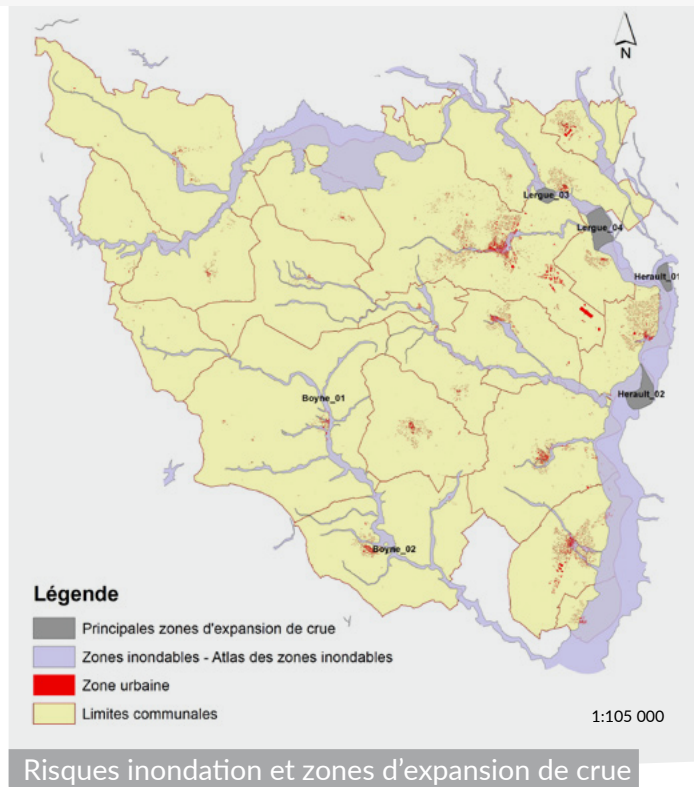 N
Lergue_03
Lergue_04
Herault_01
Herault_02
Boyne_01
Boyne_02
Légende
Principales zones d'expansion de crue
Zones inondables - Atlas des zones inondables
Zone urbaine
Limites communales
1:105 000
Risques inondation et zones d’expansion de crue